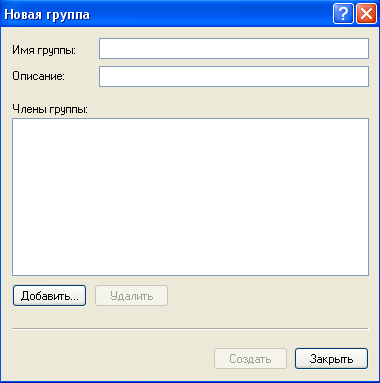 Новая группа
Имя группы:
Описание:
Члены группы:
Добавить... Удалить
Создать Закрыть